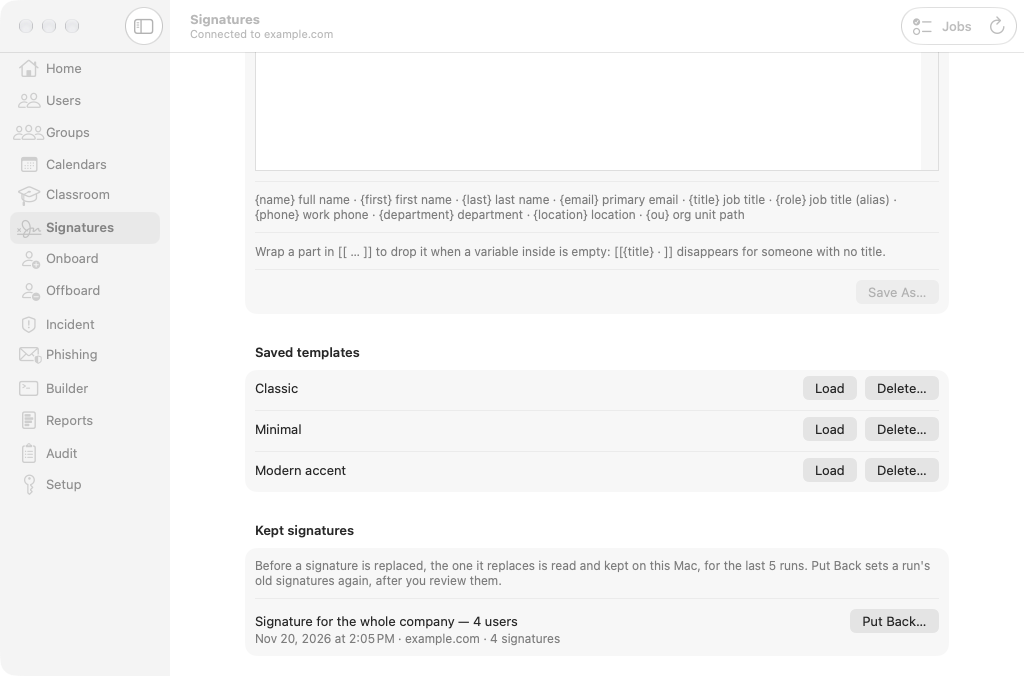 Signatures
Connected to example.com
Jobs
Home
Users
Groups
Calendars
Classroom
Signatures
Onboard
Offboard
Incident
Phishing
Builder
Reports
Audit
Setup
{name} full name · {first} first name · {last} last name · {email} primary email · {title} job title · {role} job title (alias) ·
{phone} work phone · {department} department · {location} location · {ou} org unit path
Wrap a part in [[ … ]] to drop it when a variable inside is empty: [[{title} · ]] disappears for someone with no title.
Save As…
Saved templates
Classic Load Delete…
Minimal Load Delete…
Modern accent Load Delete…
Kept signatures
Before a signature is replaced, the one it replaces is read and kept on this Mac, for the last 5 runs. Put Back sets a run's
old signatures again, after you review them.
Signature for the whole company — 4 users Put Back…
Nov 20, 2026 at 2:05 PM · example.com · 4 signatures